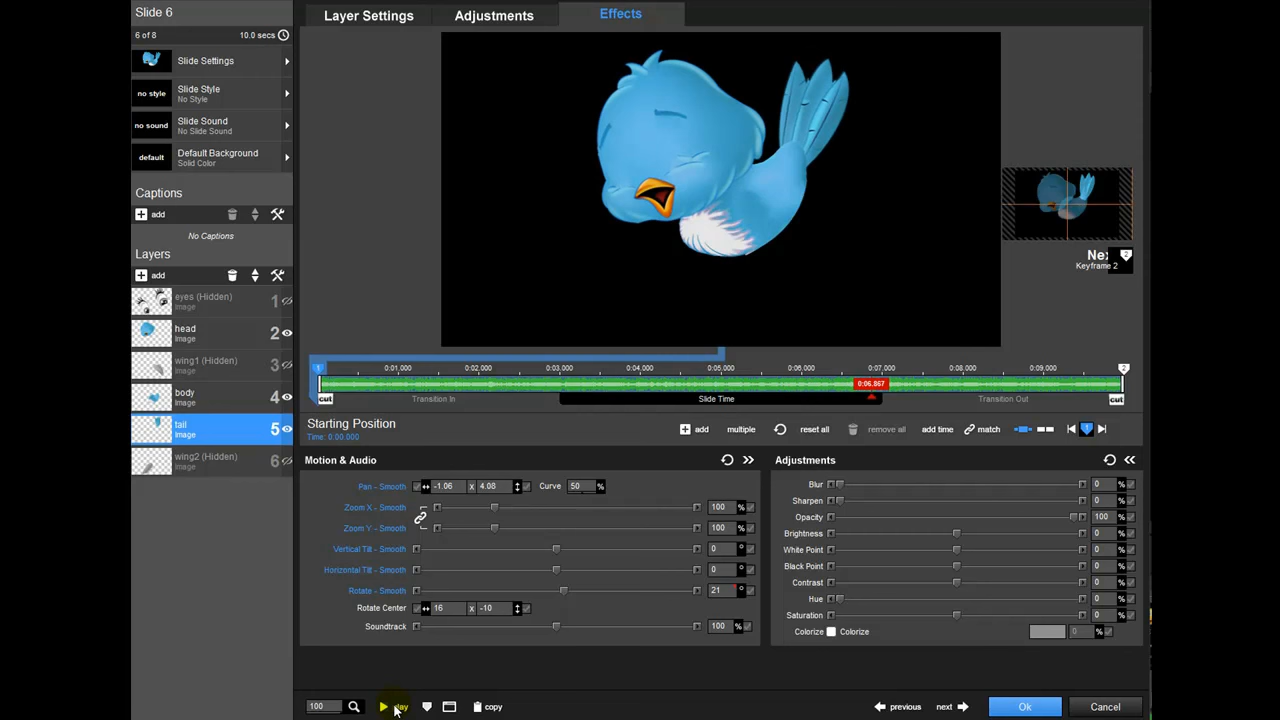 Slide 6
6 of 8 10.0 secs
Slide Settings
no style Slide Style
No Style
no sound Slide Sound
No Slide Sound
default Default Background
Solid Color
Captions
add
No Captions
Layers
add
eyes (Hidden) 1
Image
head 2
Image
wing1 (Hidden) 3
Image
body 4
Image
tail 5
Image
wing2 (Hidden) 6
Image
Layer Settings Adjustments Effects
2
Keyframe 2
1 0:01.000 0:02.000 0:03.000 0:04.000 0:05.000 0:06.000 0:07.000 0:08.000 0:09.000 2
0:06.867
cut Transition In Slide Time Transition Out cut
Starting Position
Time: 0:00.000
add multiple reset all remove all add time match 1
Motion & Audio
Pan - Smooth -1.06 x 4.08 Curve 50 %
Zoom X - Smooth 100 %
Zoom Y - Smooth 100 %
Vertical Tilt - Smooth 0 °
Horizontal Tilt - Smooth 0 °
Rotate - Smooth 21 °
Rotate Center 16 x -10
Soundtrack 100 %
Adjustments
Blur 0 %
Sharpen 0 %
Opacity 100 %
Brightness 0 %
White Point 0 %
Black Point 0 %
Contrast 0 %
Hue 0 %
Saturation 0 %
Colorize Colorize 0 %
100 copy previous next Ok Cancel